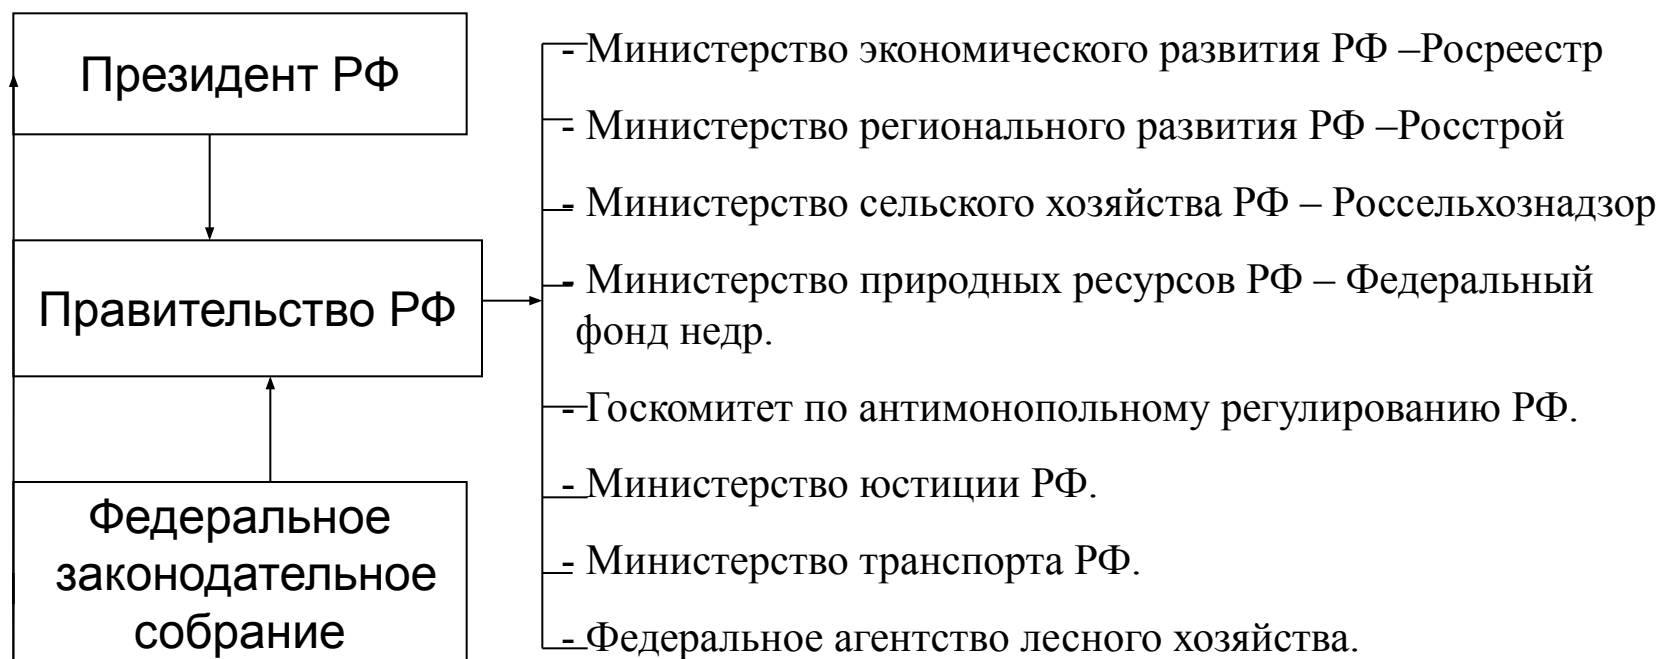 Президент РФ
Правительство РФ
Федеральное
законодательное
собрание
- Министерство экономического развития РФ –Росреестр
- Министерство регионального развития РФ –Росстрой
- Министерство сельского хозяйства РФ – Россельхознадзор
- Министерство природных ресурсов РФ – Федеральный
фонд недр.
- Госкомитет по антимонопольному регулированию РФ.
- Министерство юстиции РФ.
- Министерство транспорта РФ.
- Федеральное агентство лесного хозяйства.